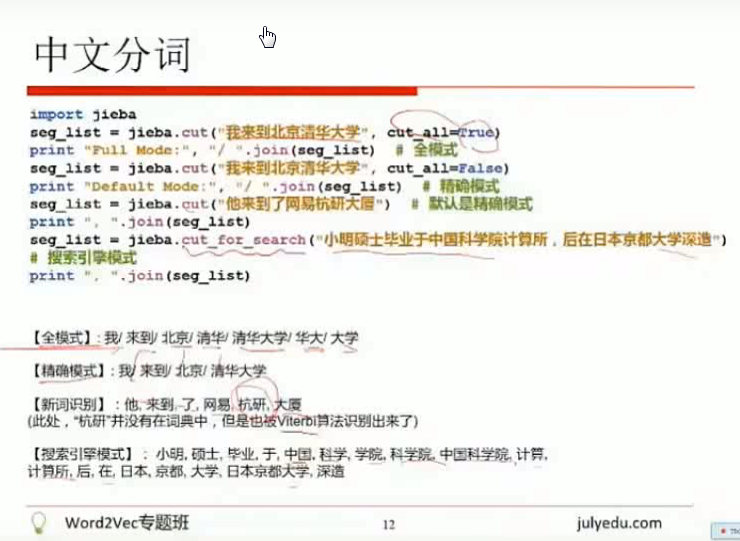 中文分词
import jieba
seg_list = jieba.cut("我来到北京清华大学", cut_all=True)
print "Full Mode:", "/ ".join(seg_list)  # 全模式
seg_list = jieba.cut("我来到北京清华大学", cut_all=False)
print "Default Mode:", "/ ".join(seg_list)  # 精确模式
seg_list = jieba.cut("他来到了网易杭研大厦")  # 默认是精确模式
print ", ".join(seg_list)
seg_list = jieba.cut_for_search("小明硕士毕业于中国科学院计算所，后在日本京都大学深造")
# 搜索引擎模式
print ", ".join(seg_list)
【全模式】: 我/ 来到/ 北京/ 清华/ 清华大学/ 华大/ 大学
【精确模式】: 我/ 来到/ 北京/ 清华大学
【新词识别】：他, 来到, 了, 网易, 杭研, 大厦
(此处，“杭研”并没有在词典中，但是也被Viterbi算法识别出来了)
【搜索引擎模式】： 小明, 硕士, 毕业, 于, 中国, 科学, 学院, 科学院, 中国科学院, 计算,
计算所, 后, 在, 日本, 京都, 大学, 日本京都大学, 深造
Word2Vec专题班
12
julyedu.com